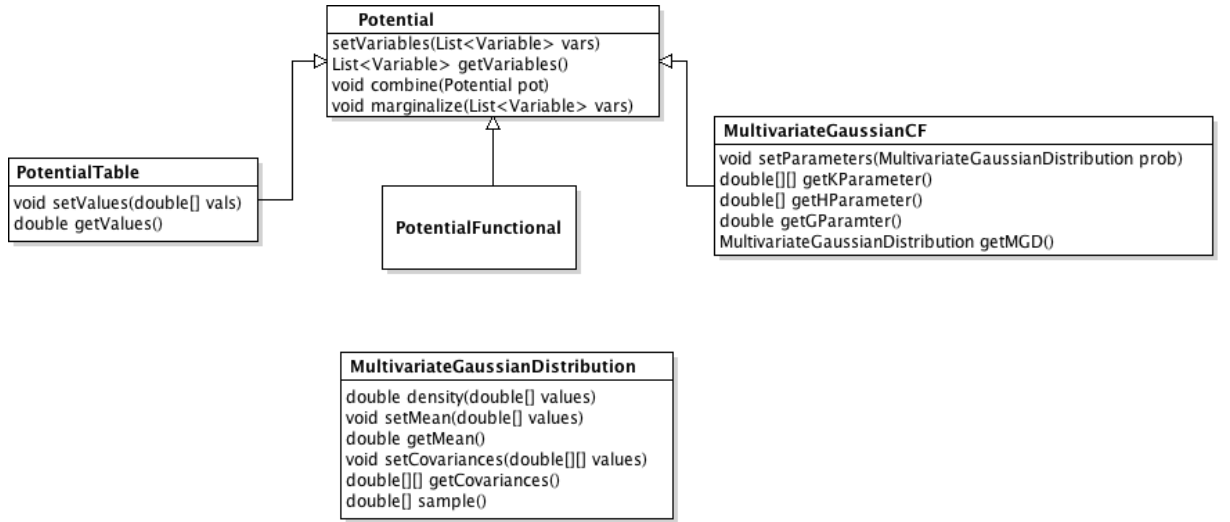 Potential
setVariables(List<Variable> vars)
List<Variable> getVariables()
void combine(Potential pot)
void marginalize(List<Variable> vars)
PotentialTable
void setValues(double[] vals)
double getValues()
PotentialFunctional
MultivariateGaussianCF
void setParameters(MultivariateGaussianDistribution prob)
double[][] getKParameter()
double[] getHParameter()
double getGParamter()
MultivariateGaussianDistribution getMGD()
MultivariateGaussianDistribution
double density(double[] values)
void setMean(double[] values)
double getMean()
void setCovariances(double[][] values)
double[][] getCovariances()
double[] sample()